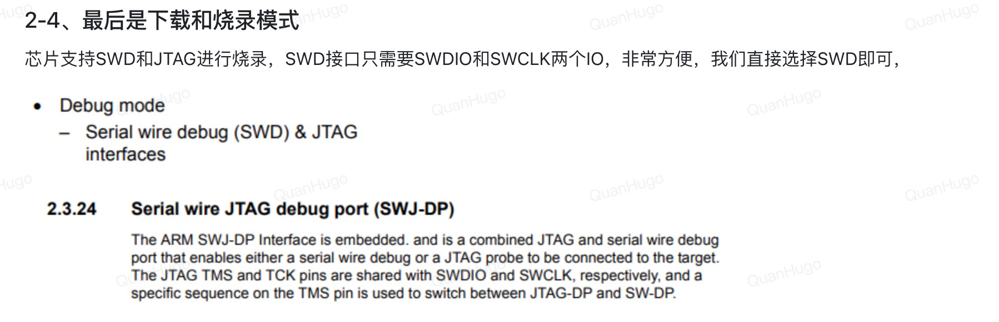 2-4、最后是下载和烧录模式
芯片支持SWD和JTAG进行烧录，SWD接口只需要SWDIO和SWCLK两个IO，非常方便，我们直接选择SWD即可，
• Debug mode
– Serial wire debug (SWD) & JTAG
interfaces
2.3.24 Serial wire JTAG debug port (SWJ-DP)
The ARM SWJ-DP Interface is embedded. and is a combined JTAG and serial wire debug
port that enables either a serial wire debug or a JTAG probe to be connected to the target.
The JTAG TMS and TCK pins are shared with SWDIO and SWCLK, respectively, and a
specific sequence on the TMS pin is used to switch between JTAG-DP and SW-DP.
QuanHugo